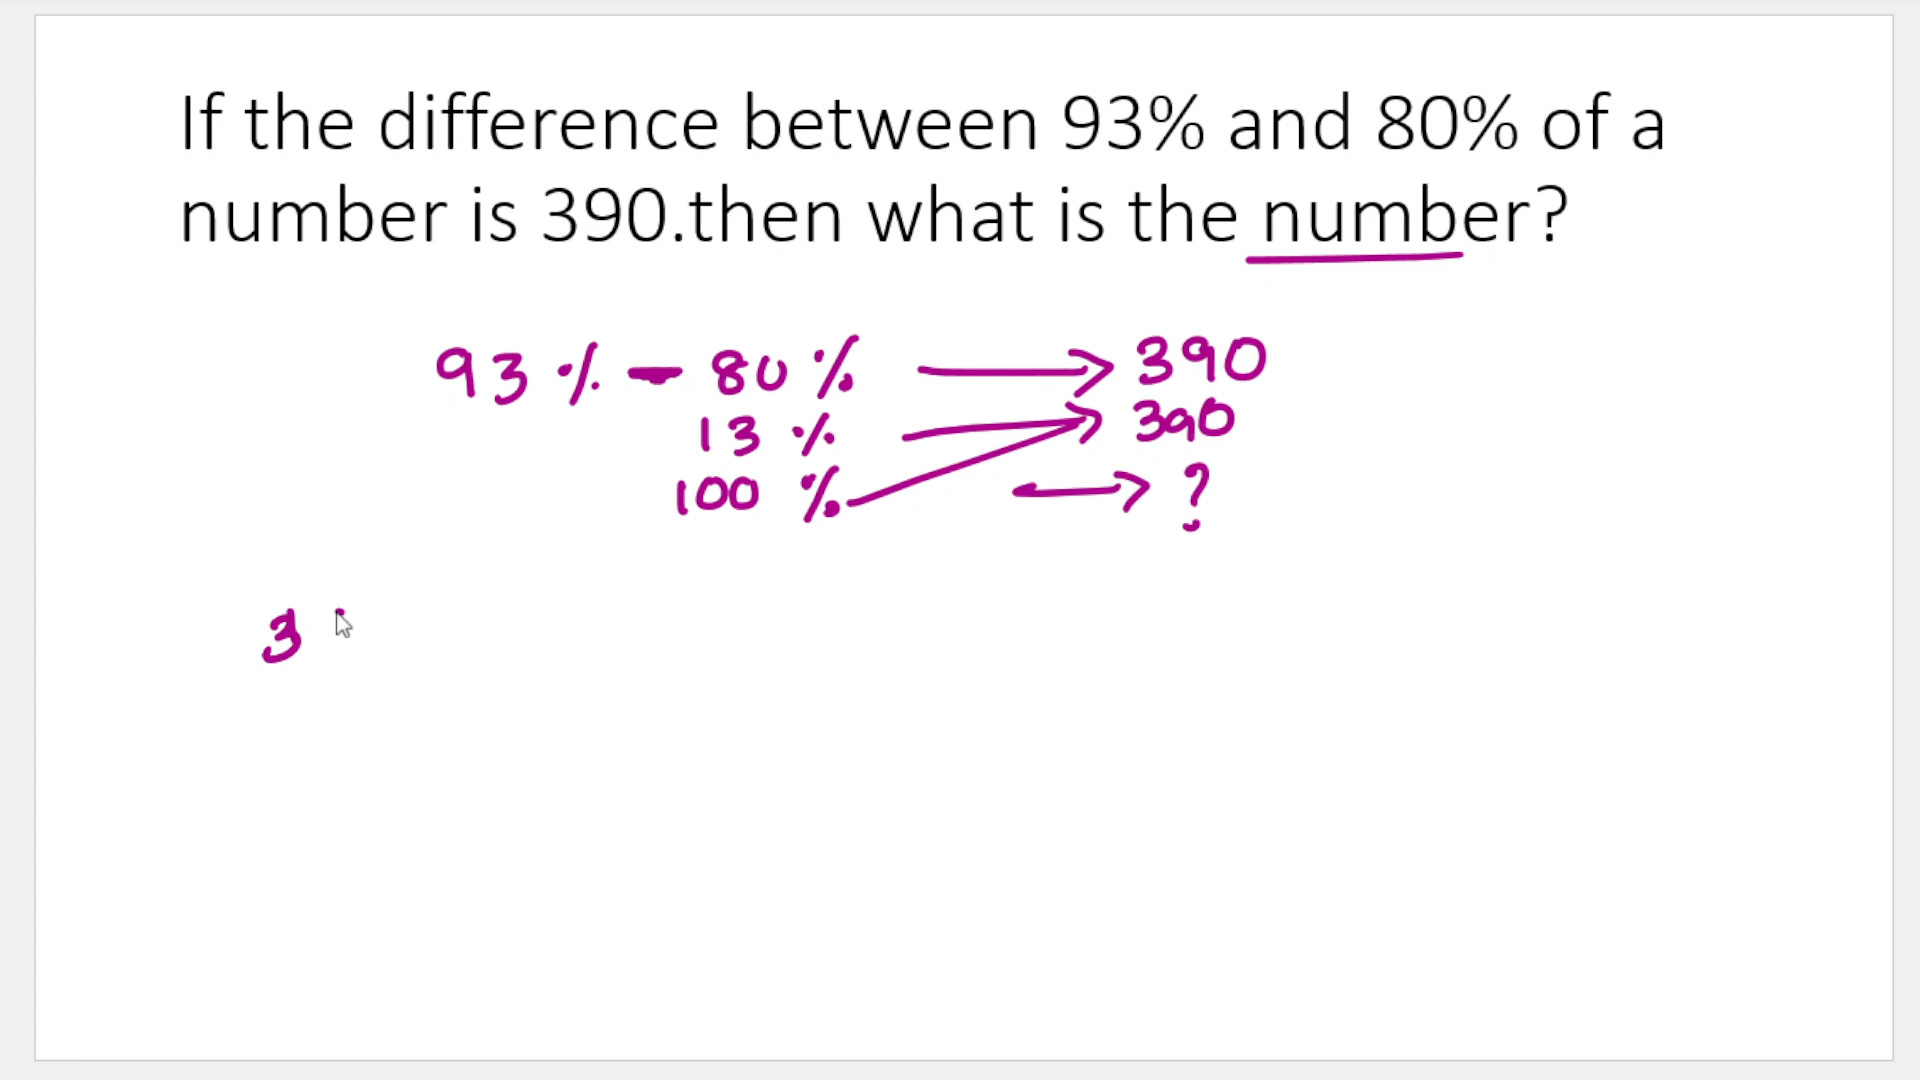 If the difference between 93% and 80% of a
number is 390.then what is the number?
93 % - 80 % → 390
13 % → 390
100 % ↔ ?
3